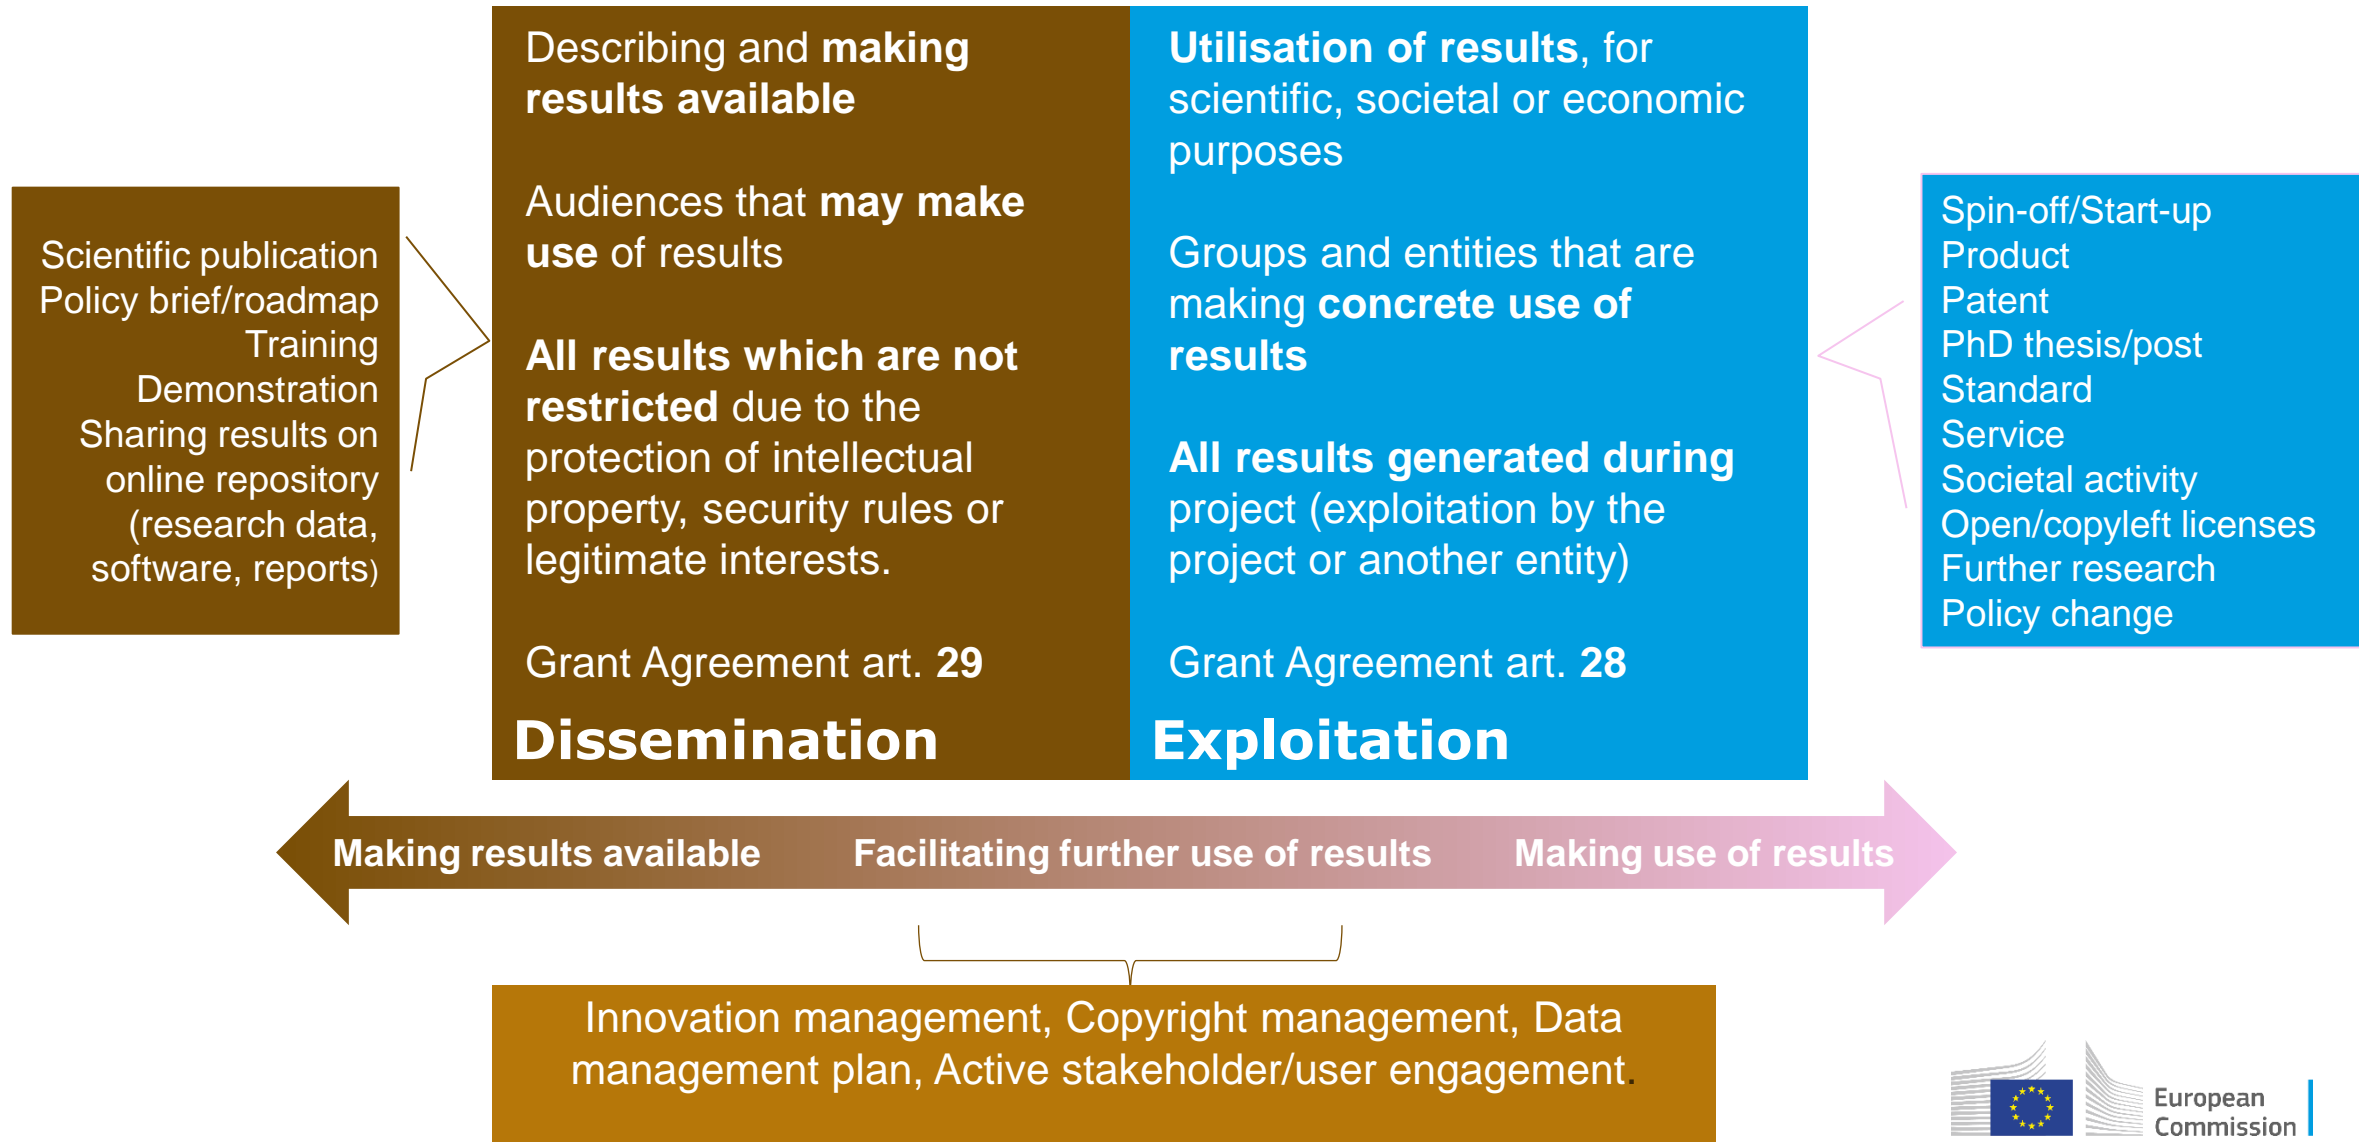 Scientific publication
Policy brief/roadmap
Training
Demonstration
Sharing results on
online repository
(research data,
software, reports)
Describing and making
results available
Audiences that may make
use of results
All results which are not
restricted due to the
protection of intellectual
property, security rules or
legitimate interests.
Grant Agreement art. 29
Dissemination
Utilisation of results, for
scientific, societal or economic
purposes
Groups and entities that are
making concrete use of
results
All results generated during
project (exploitation by the
project or another entity)
Grant Agreement art. 28
Exploitation
Spin-off/Start-up
Product
Patent
PhD thesis/post
Standard
Service
Societal activity
Open/copyleft licenses
Further research
Policy change
Making results available Facilitating further use of results Making use of results
Innovation management, Copyright management, Data
management plan, Active stakeholder/user engagement.
European
Commission